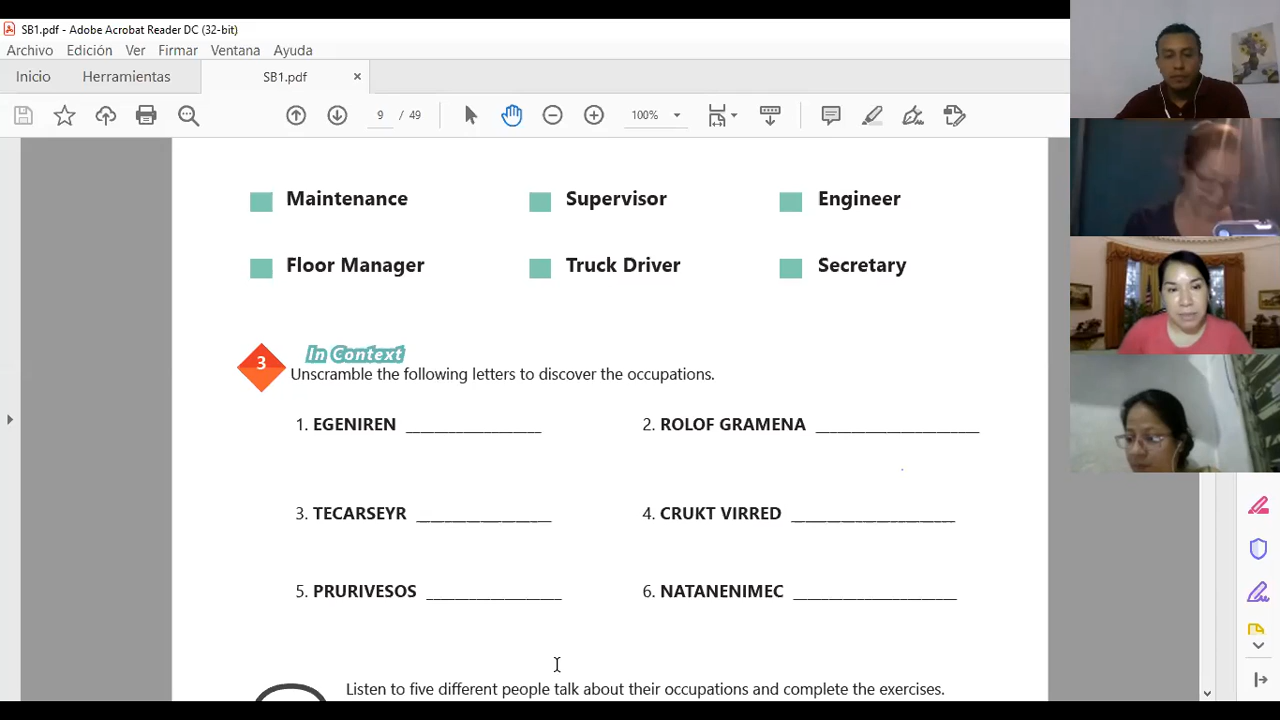 SB1.pdf - Adobe Acrobat Reader DC (32-bit)
Archivo Edición Ver Firmar Ventana Ayuda
Inicio Herramientas SB1.pdf ×
9 / 49 100%
Maintenance Supervisor Engineer
Floor Manager Truck Driver Secretary
3 In Context
Unscramble the following letters to discover the occupations.
1. EGENIREN ________________ 2. ROLOF GRAMENA ____________________
3. TECARSEYR ________________ 4. CRUKT VIRRED ____________________
5. PRURIVESOS ________________ 6. NATANENIMEC ____________________
Listen to five different people talk about their occupations and complete the exercises.